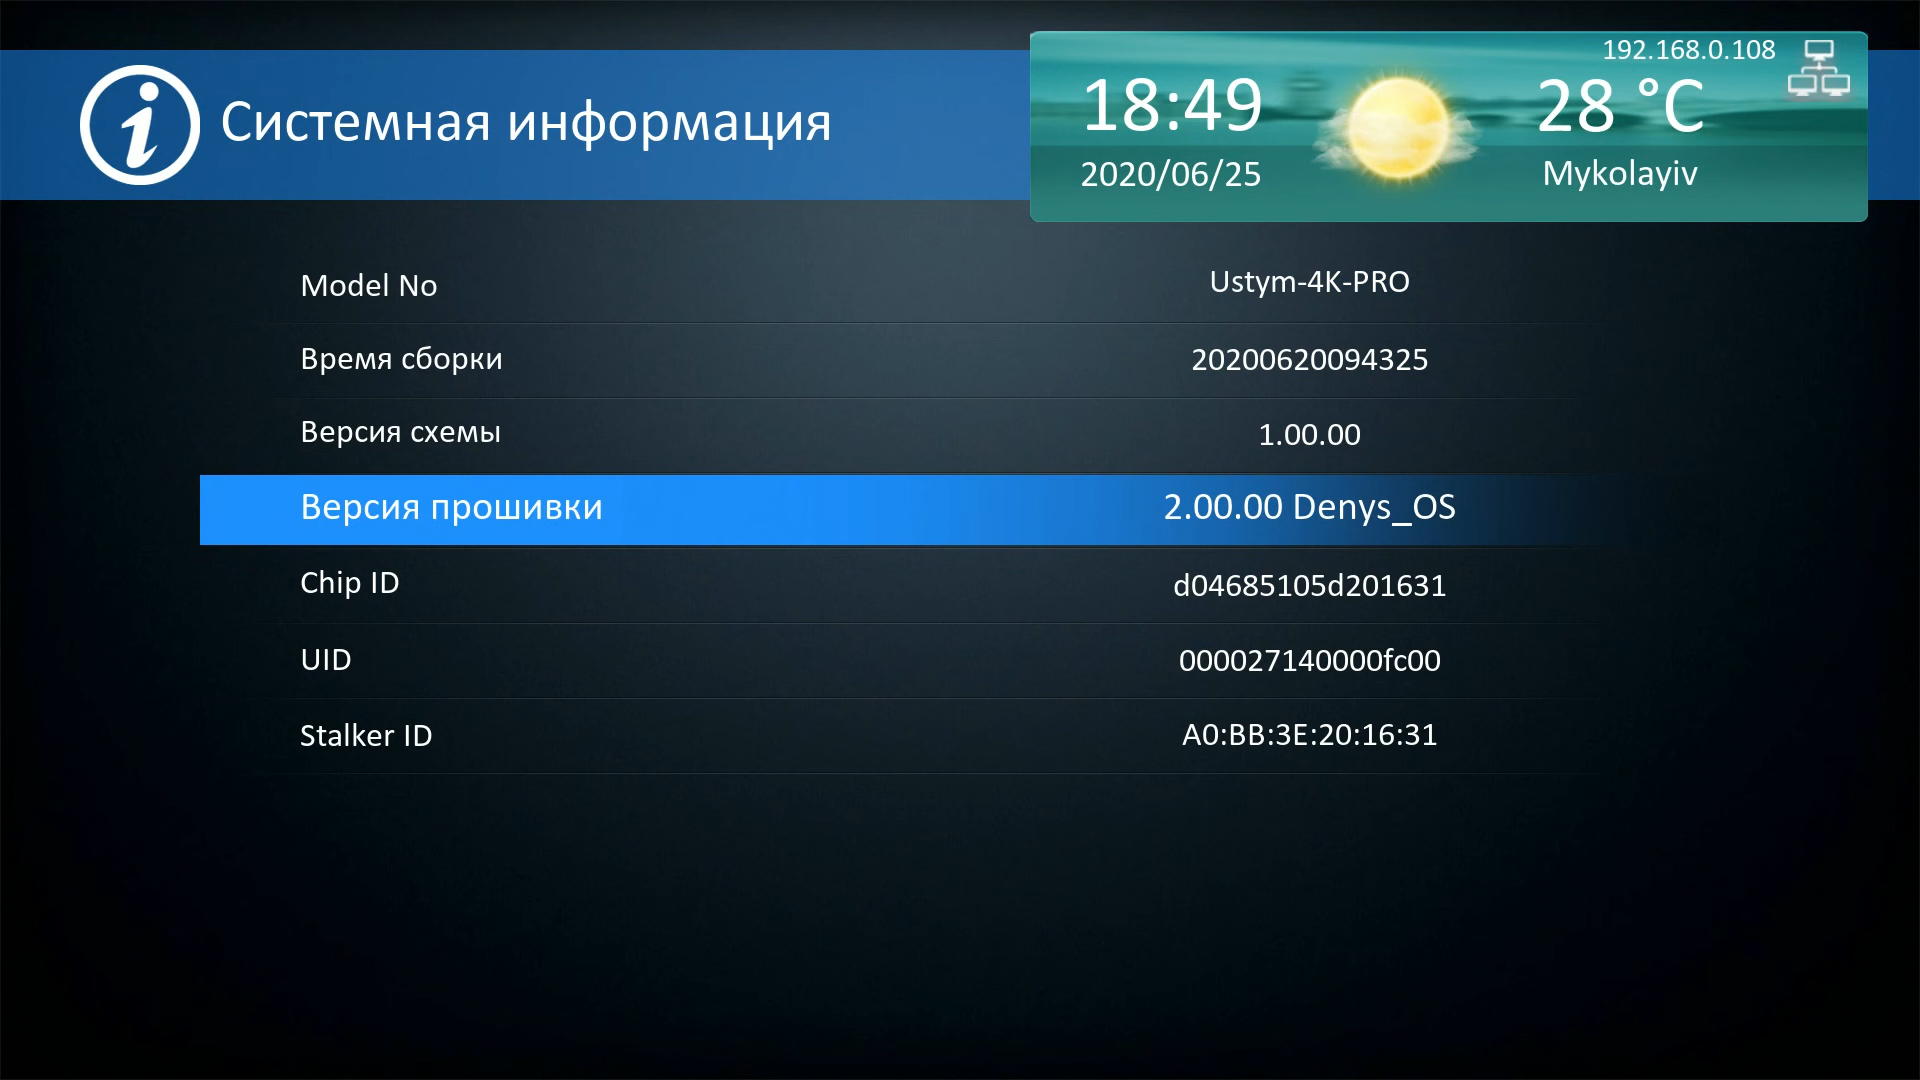 Системная информация
192.168.0.108
18:49
28 °C
2020/06/25
Mykolayiv
Model No Ustym-4K-PRO
Время сборки 20200620094325
Версия схемы 1.00.00
Версия прошивки 2.00.00 Denys_OS
Chip ID d04685105d201631
UID 000027140000fc00
Stalker ID A0:BB:3E:20:16:31